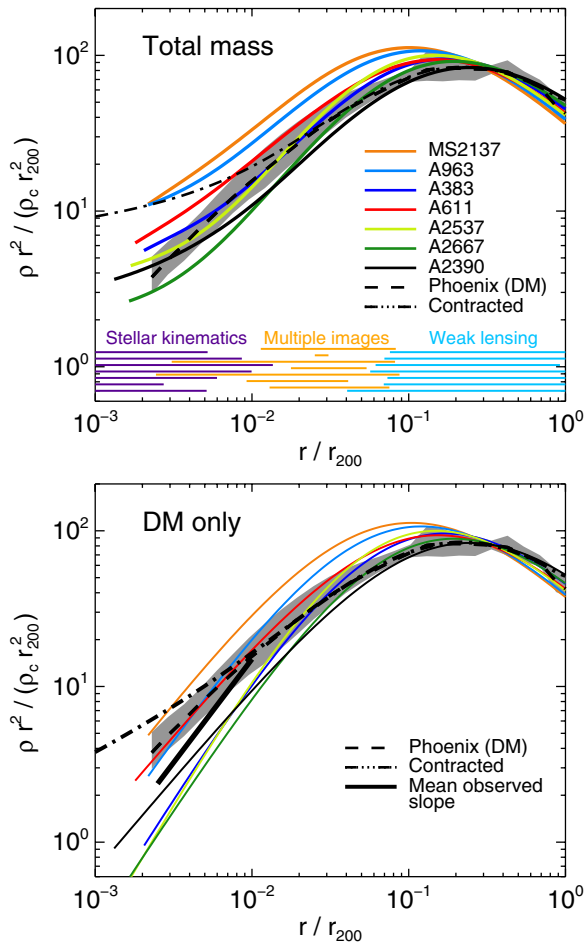 Total mass
10²
10¹
10⁰
ρ r² / (ρc r²200)
MS2137
A963
A383
A611
A2537
A2667
A2390
Phoenix (DM)
Contracted
Stellar kinematics Multiple images Weak lensing
10⁻³ 10⁻² 10⁻¹ 10⁰
r / r200
DM only
10²
10¹
10⁰
ρ r² / (ρc r²200)
Phoenix (DM)
Contracted
Mean observed
slope
10⁻³ 10⁻² 10⁻¹ 10⁰
r / r200